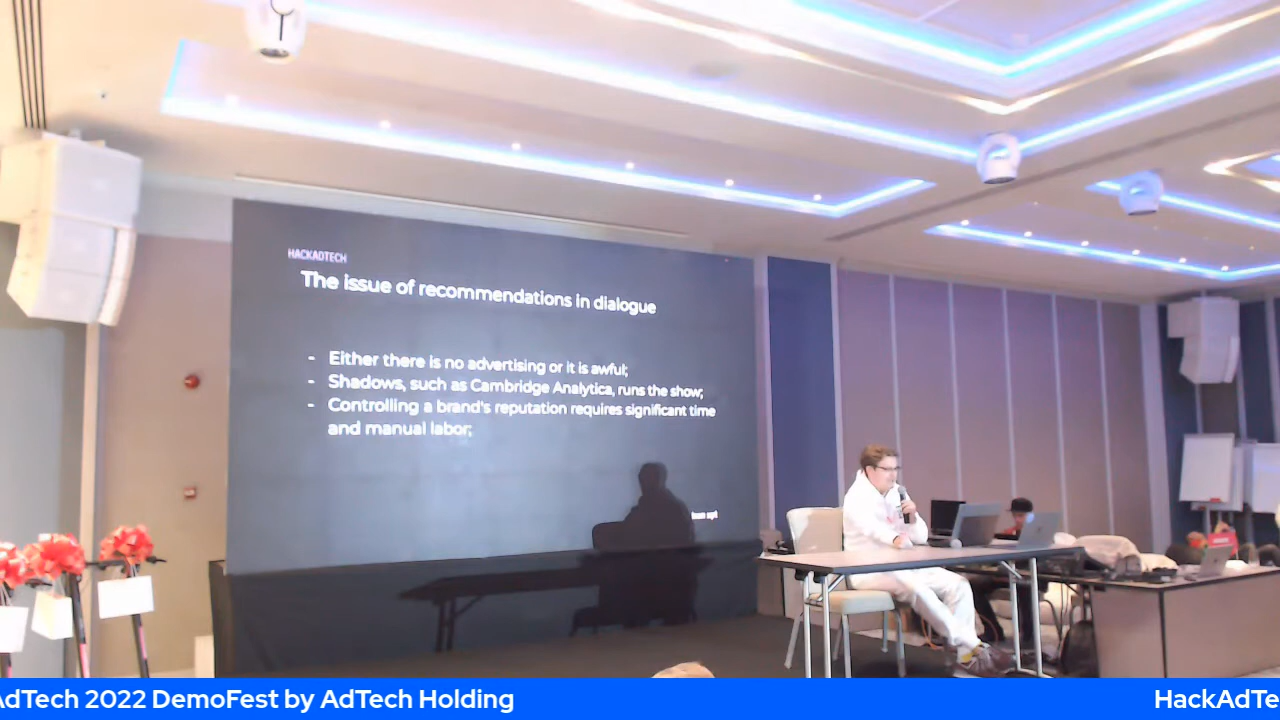 HACKADTECH
The issue of recommendations in dialogue
- Either there is no advertising or it is awful;
- Shadows, such as Cambridge Analytica, runs the show;
- Controlling a brand's reputation requires significant time
and manual labor;
AdTech 2022 DemoFest by AdTech Holding
HackAdTe